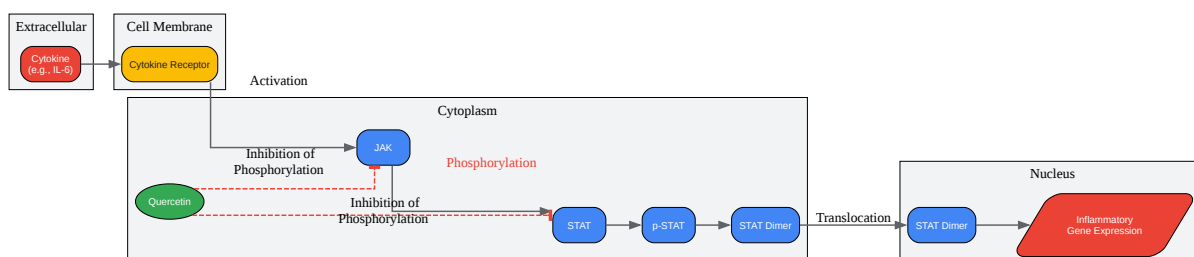 Extracellular
Cytokine
(e.g., IL-6)
Cell Membrane
Cytokine Receptor
Activation
Cytoplasm
JAK
Inhibition of
Phosphorylation
Phosphorylation
Quercetin
Inhibition of
Phosphorylation
STAT
p-STAT
STAT Dimer
Translocation
Nucleus
STAT Dimer
Inflammatory
Gene Expression